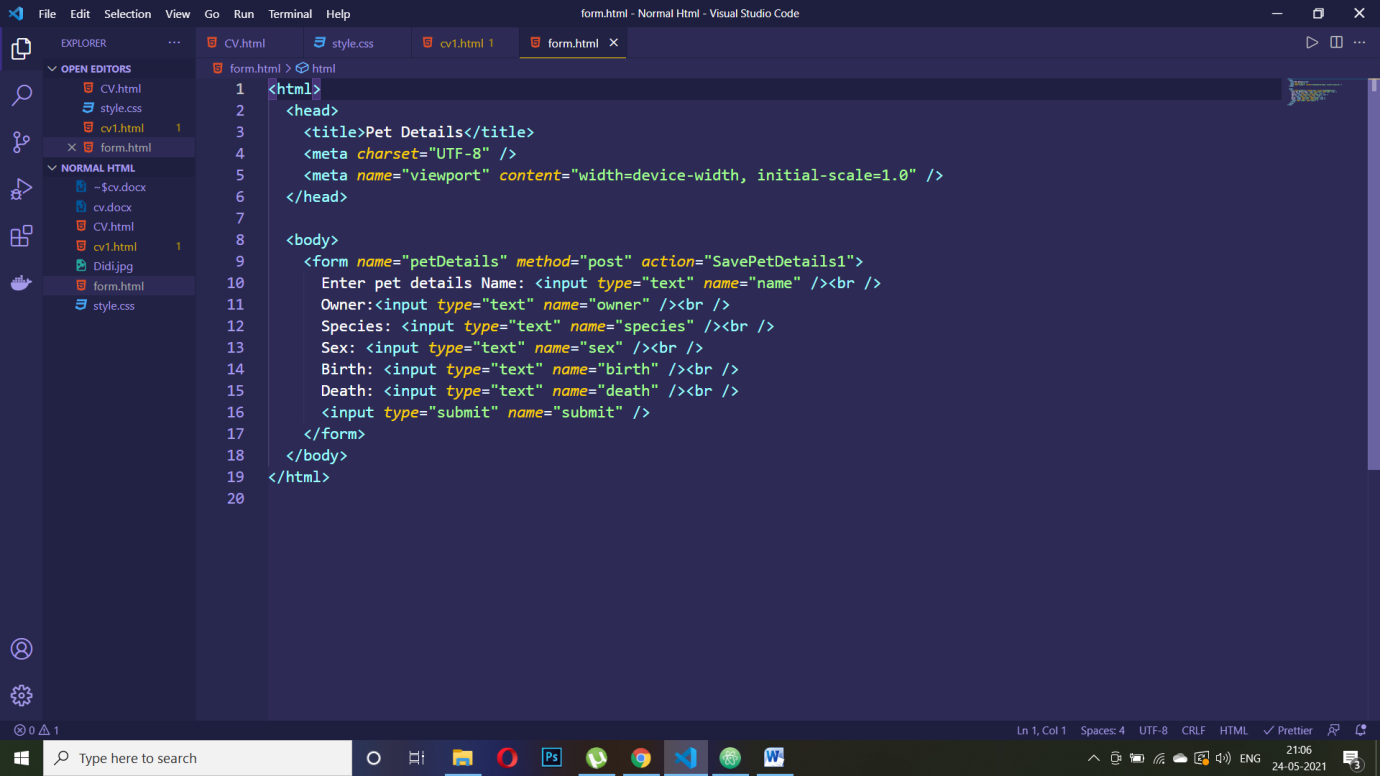 File Edit Selection View Go Run Terminal Help
form.html - Normal Html - Visual Studio Code
EXPLORER
OPEN EDITORS
CV.html
style.css
cv1.html 1
form.html
NORMAL HTML
~$cv.docx
cv.docx
CV.html
cv1.html 1
Didi.jpg
form.html
style.css
CV.html style.css cv1.html 1 form.html
form.html > html
1 <html>
2 <head>
3 <title>Pet Details</title>
4 <meta charset="UTF-8" />
5 <meta name="viewport" content="width=device-width, initial-scale=1.0" />
6 </head>
7
8 <body>
9 <form name="petDetails" method="post" action="SavePetDetails1">
10 Enter pet details Name: <input type="text" name="name" /><br />
11 Owner:<input type="text" name="owner" /><br />
12 Species: <input type="text" name="species" /><br />
13 Sex: <input type="text" name="sex" /><br />
14 Birth: <input type="text" name="birth" /><br />
15 Death: <input type="text" name="death" /><br />
16 <input type="submit" name="submit" />
17 </form>
18 </body>
19 </html>
20
0 1
Ln 1, Col 1 Spaces: 4 UTF-8 CRLF HTML Prettier
Type here to search
Ps
W
ENG
21:06
24-05-2021
3